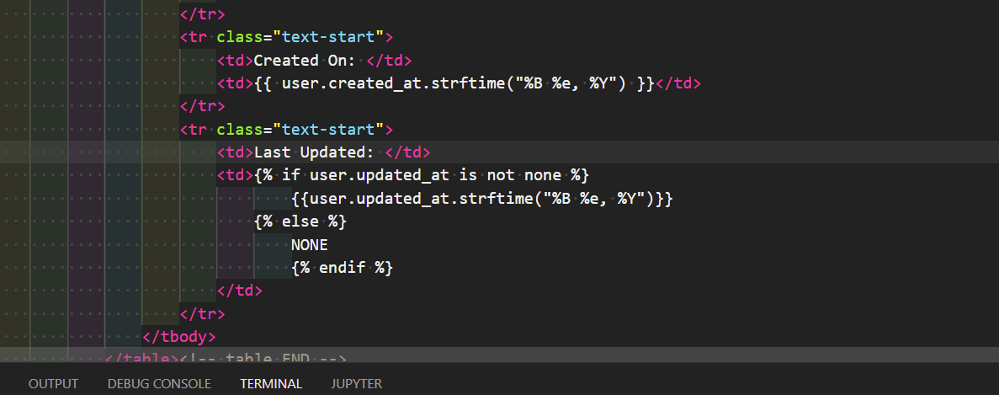 </tr>
<tr class="text-start">
<td>Created On: </td>
<td>{{ user.created_at.strftime("%B %e, %Y") }}</td>
</tr>
<tr class="text-start">
<td>Last Updated: </td>
<td>{% if user.updated_at is not none %}
{{user.updated_at.strftime("%B %e, %Y")}}
{% else %}
NONE
{% endif %}
</td>
</tr>
</tbody>
</table><!-- table END -->
OUTPUT DEBUG CONSOLE TERMINAL JUPYTER